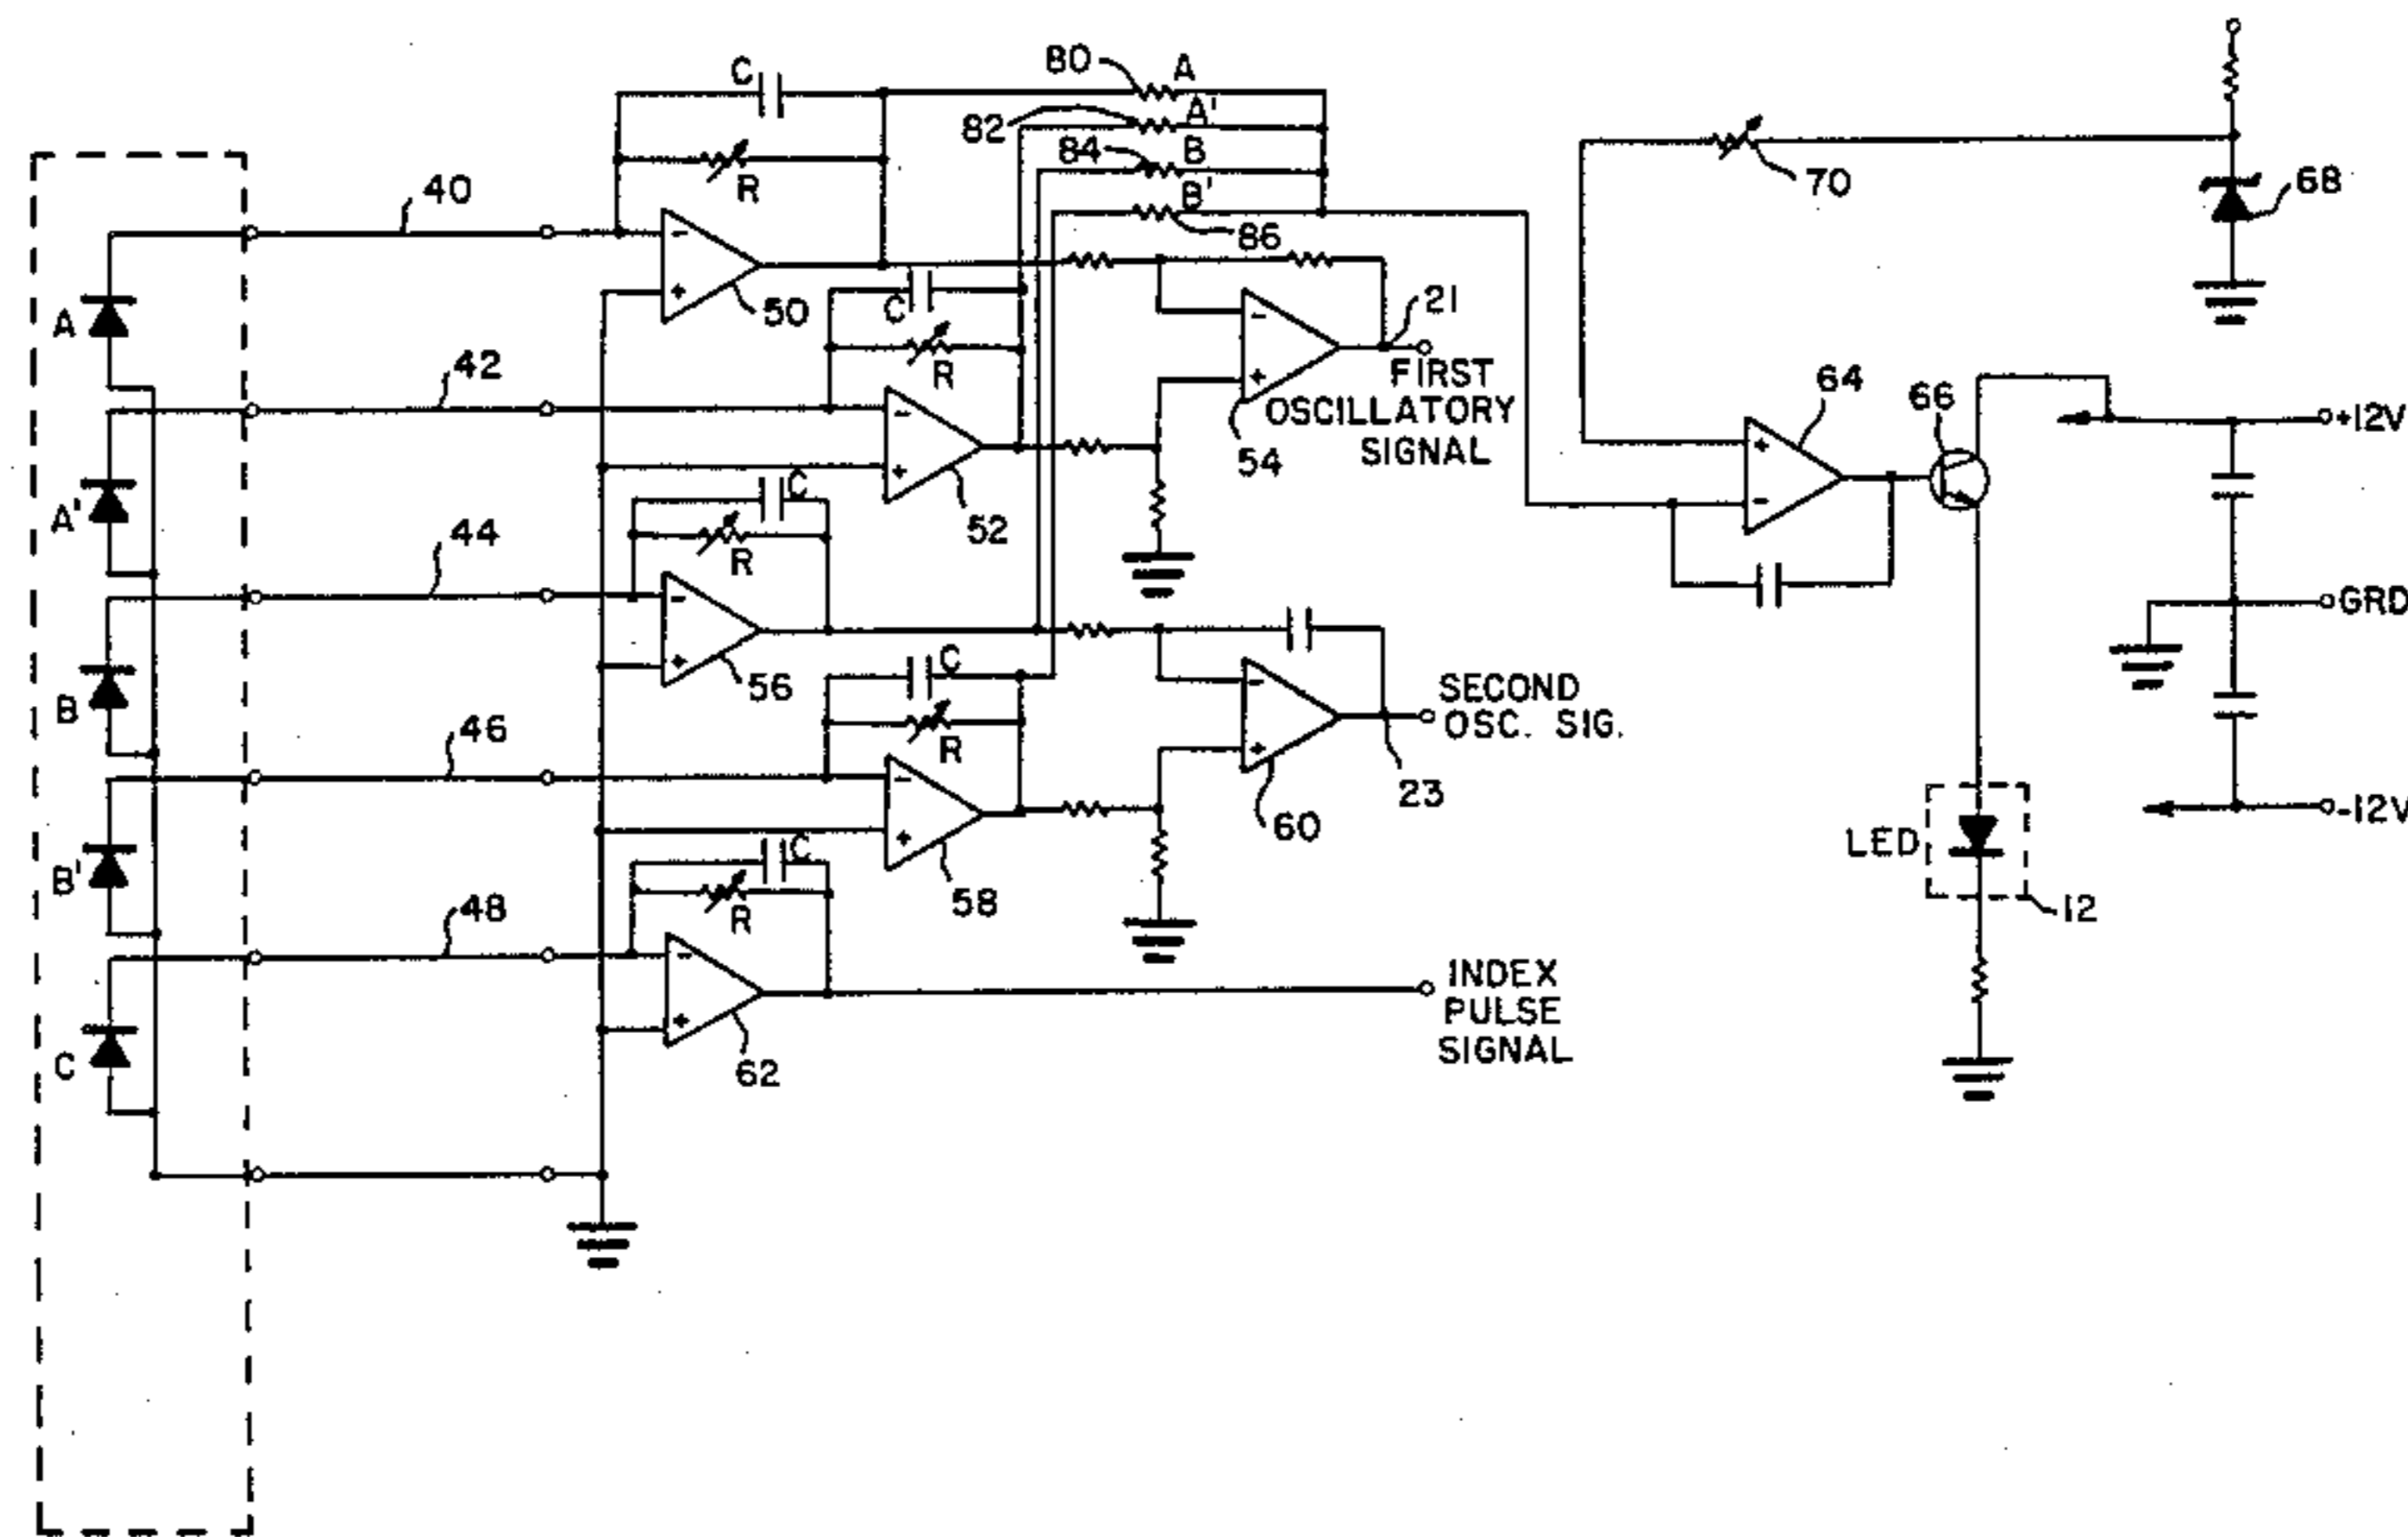 80
A
C
82
A'
84
B
R
B'
86
70
68
40
A
50
C
R
21
FIRST
OSCILLATORY
SIGNAL
54
42
52
64
66
+12V
A'
C
R
44
56
GRD
B
C
R
46
SECOND
OSC. SIG.
23
60
-12V
LED
12
B'
C
R
58
48
62
C
INDEX
PULSE
SIGNAL